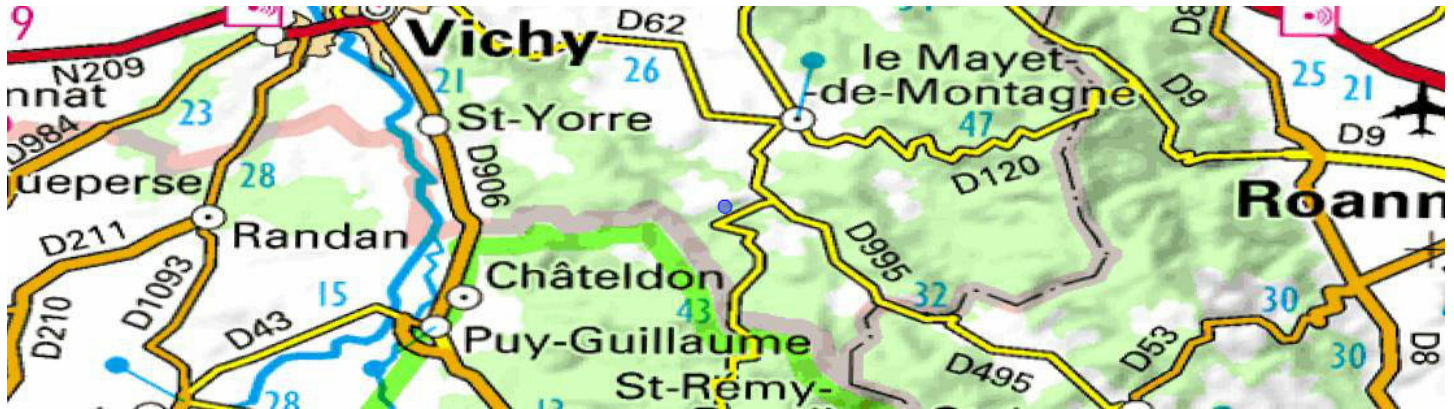 9
D62
D8
Vichy
le Mayet-
-de-Montagne
N209
21
26
25
21
nnat
23
D9
D984
St-Yorre
47
D9
ueperse
28
D906
D120
Roann
D211
Randan
D995
D1093
Châteldon
15
43
32
30
D210
D43
Puy-Guillaume
D53
30
D8
D495
St-Rémy-
28